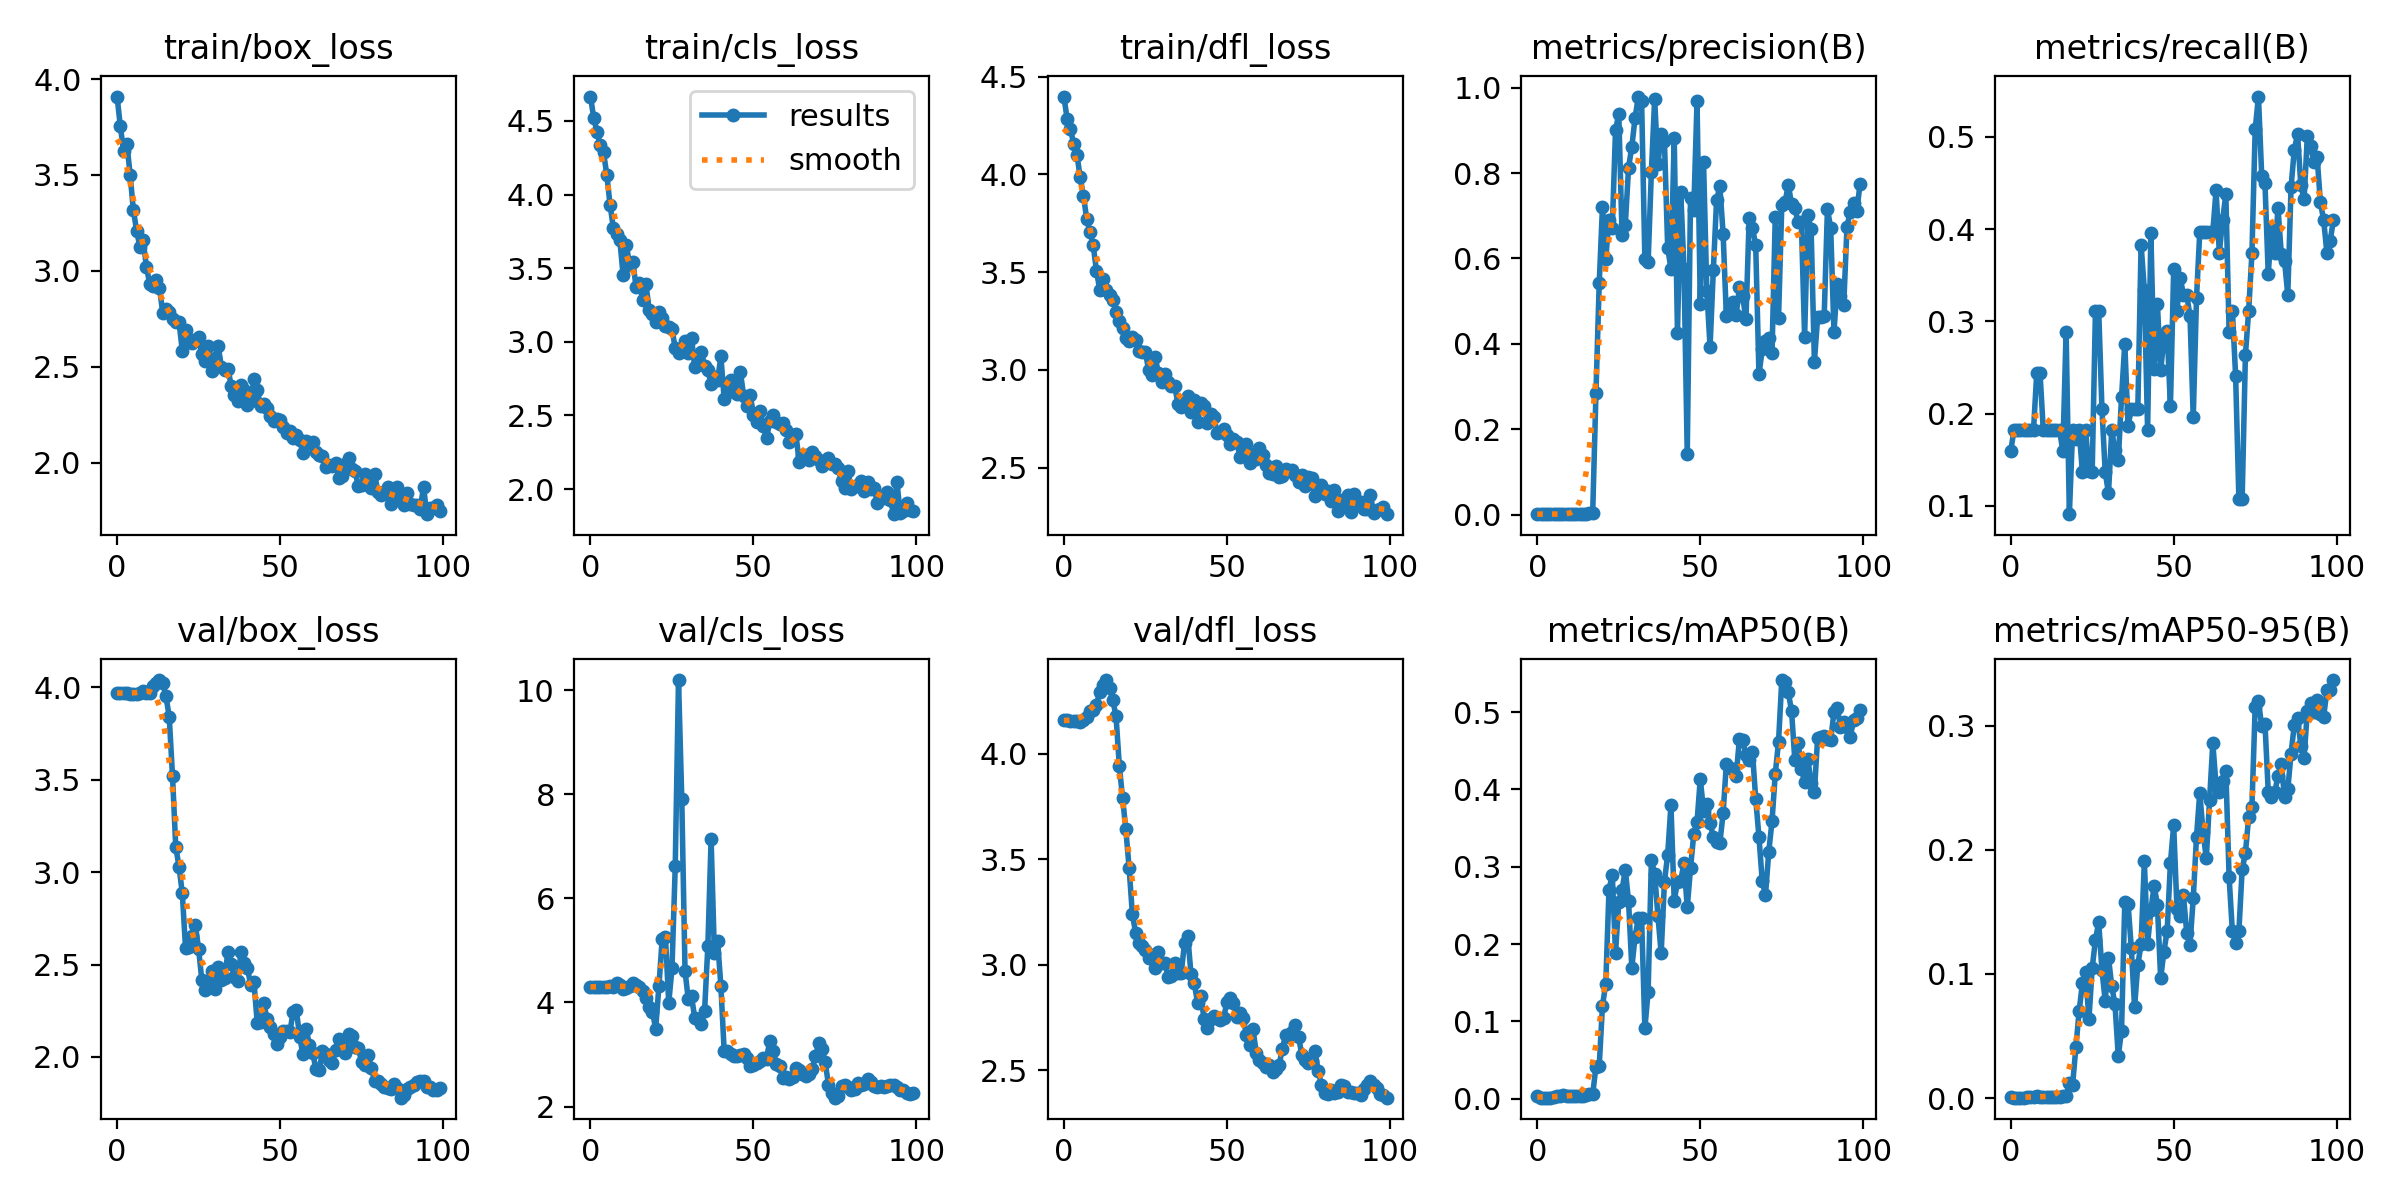 train/box_loss
4.0
3.5
3.0
2.5
2.0
0 50 100
train/cls_loss
results
smooth
4.5
4.0
3.5
3.0
2.5
2.0
0 50 100
train/dfl_loss
4.5
4.0
3.5
3.0
2.5
0 50 100
metrics/precision(B)
1.0
0.8
0.6
0.4
0.2
0.0
0 50 100
metrics/recall(B)
0.5
0.4
0.3
0.2
0.1
0 50 100
val/box_loss
4.0
3.5
3.0
2.5
2.0
0 50 100
val/cls_loss
10
8
6
4
2
0 50 100
val/dfl_loss
4.0
3.5
3.0
2.5
0 50 100
metrics/mAP50(B)
0.5
0.4
0.3
0.2
0.1
0.0
0 50 100
metrics/mAP50-95(B)
0.3
0.2
0.1
0.0
0 50 100